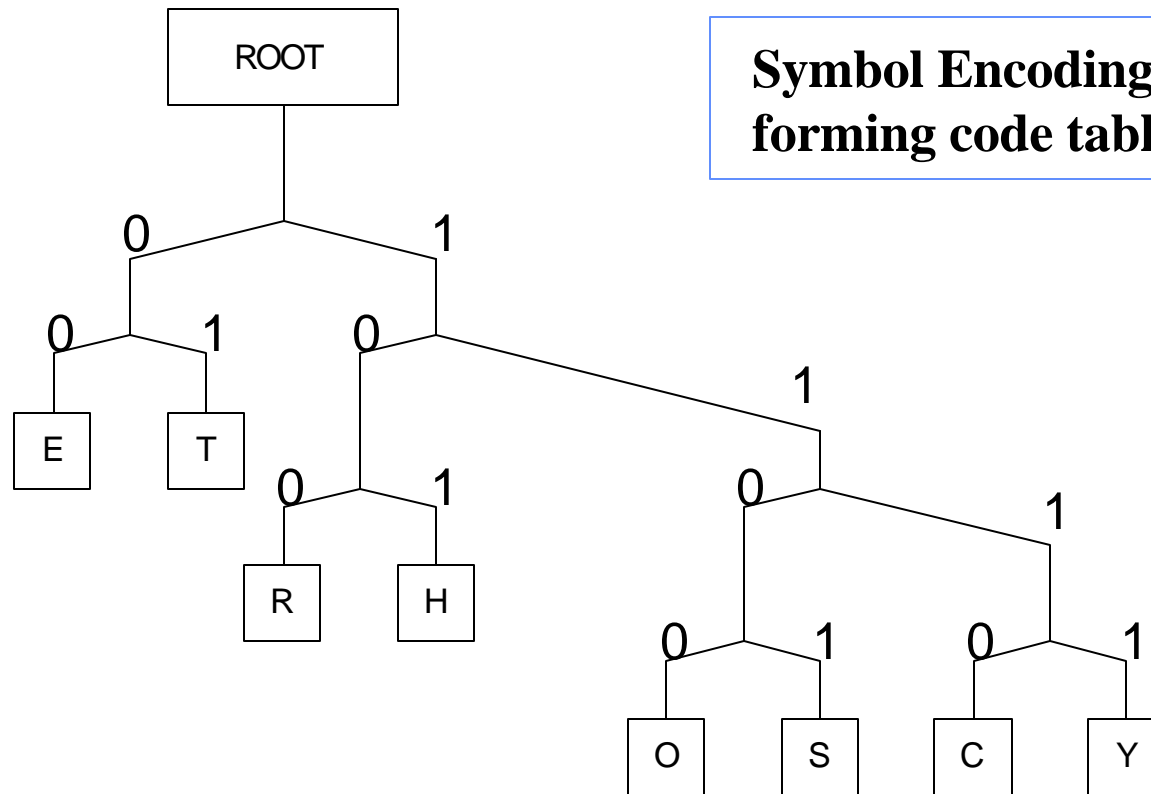 ROOT
Symbol Encoding
forming code tabl
0 1
0 1 0
1
E T
0 1 0
1
R H
0 1 0 1
O S C Y